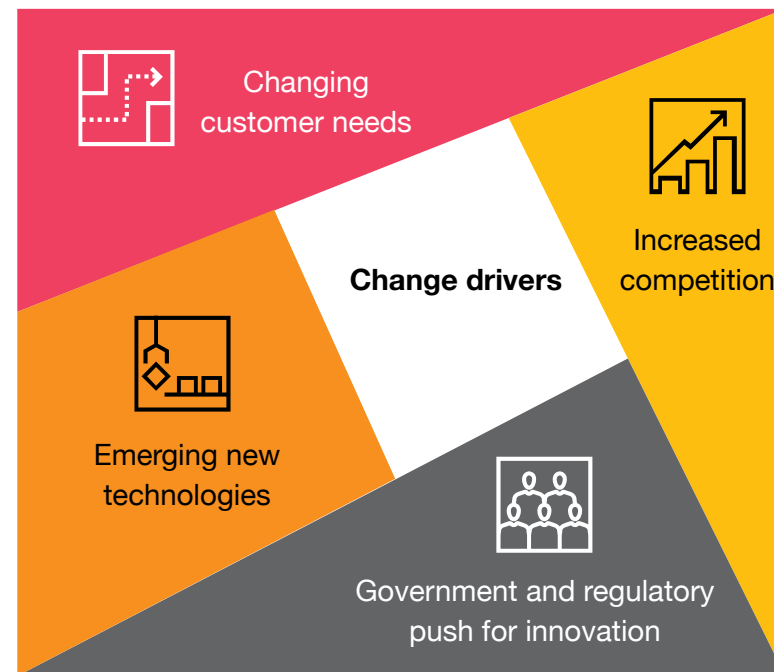 Changing
customer needs
Increased
competition
Change drivers
Emerging new
technologies
Government and regulatory
push for innovation